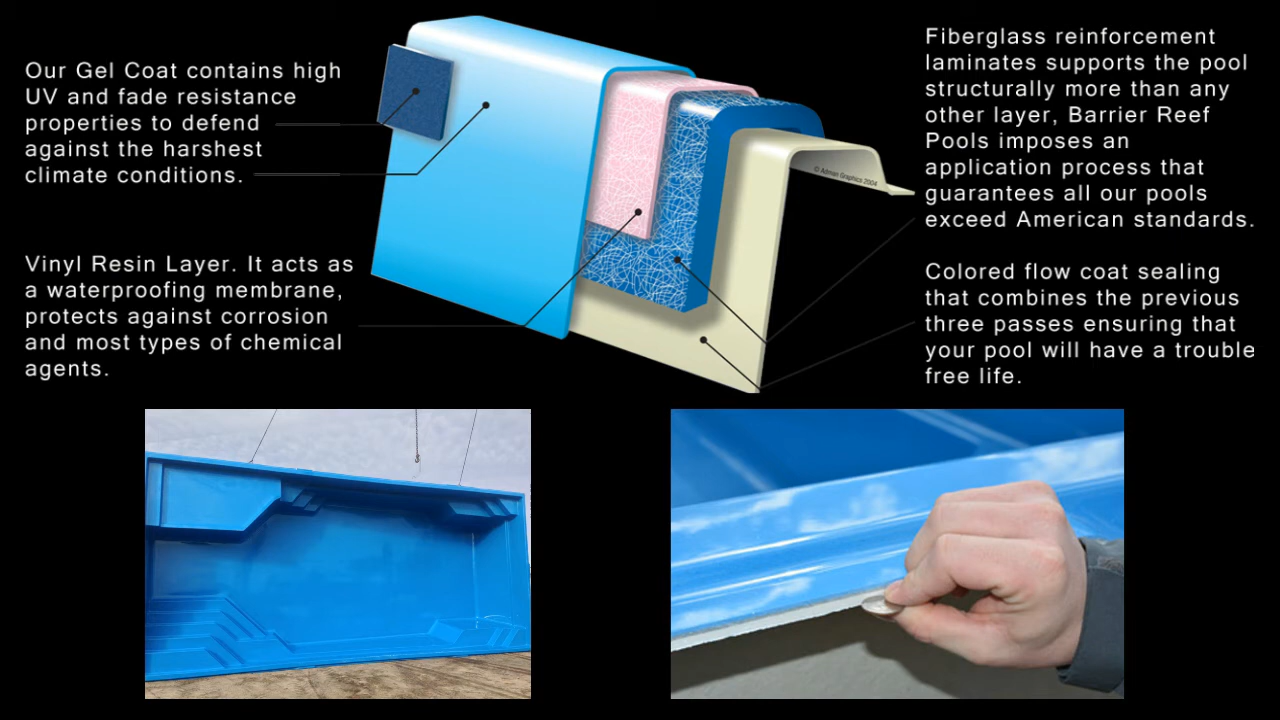 Our Gel Coat contains high
UV and fade resistance
properties to defend
against the harshest
climate conditions.
Vinyl Resin Layer. It acts as
a waterproofing membrane,
protects against corrosion
and most types of chemical
agents.
© Adman Graphics 2004
Fiberglass reinforcement
laminates supports the pool
structurally more than any
other layer, Barrier Reef
Pools imposes an
application process that
guarantees all our pools
exceed American standards.
Colored flow coat sealing
that combines the previous
three passes ensuring that
your pool will have a trouble
free life.